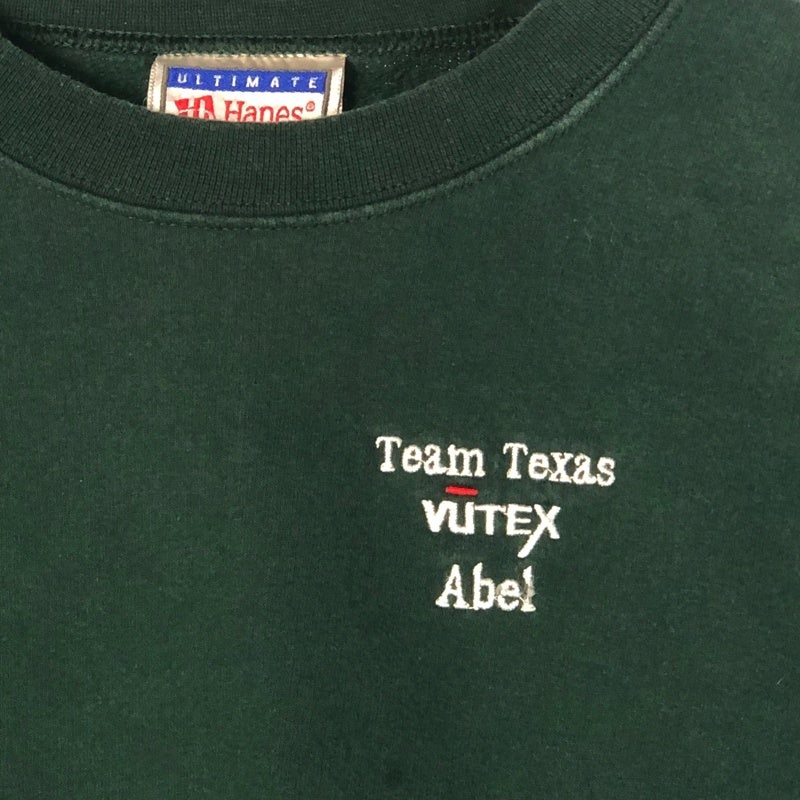 ULTIMATE
Hanes®
Team Texas
VUTEX
Abel